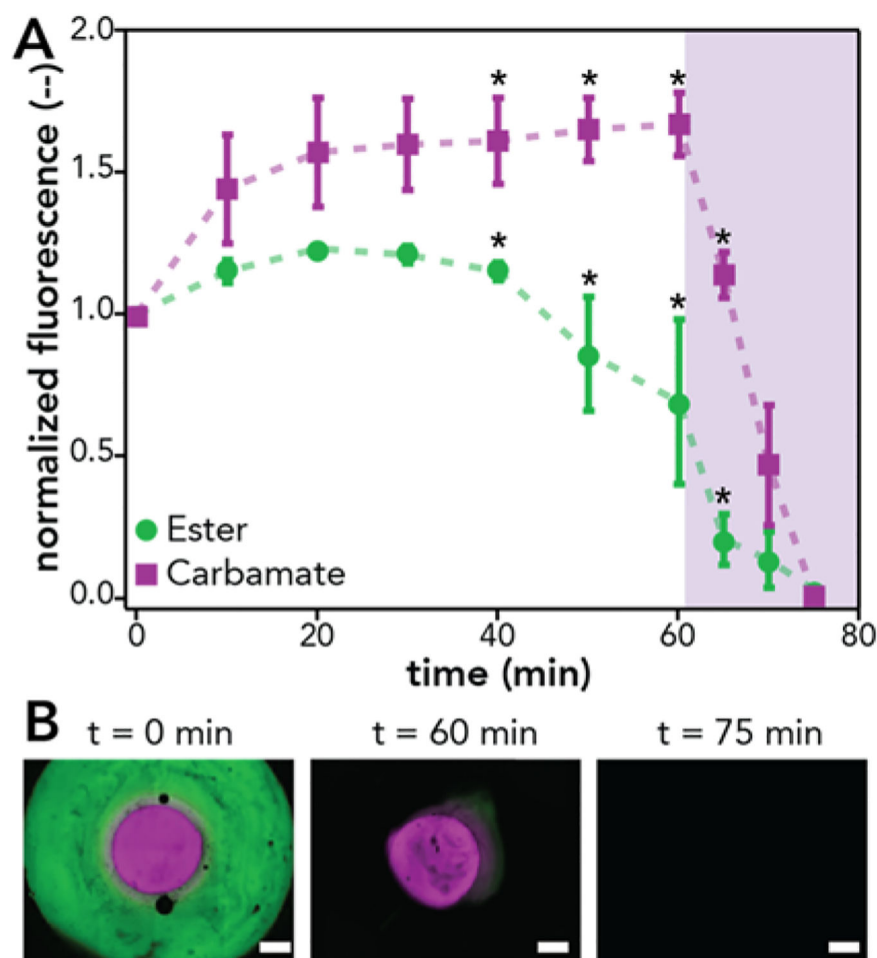 A
normalized fluorescence (--)
2.0
1.5
1.0
0.5
0.0
* * *
* * *
*
*
Ester
Carbamate
0 20 40 60 80
time (min)
B
t = 0 min t = 60 min t = 75 min